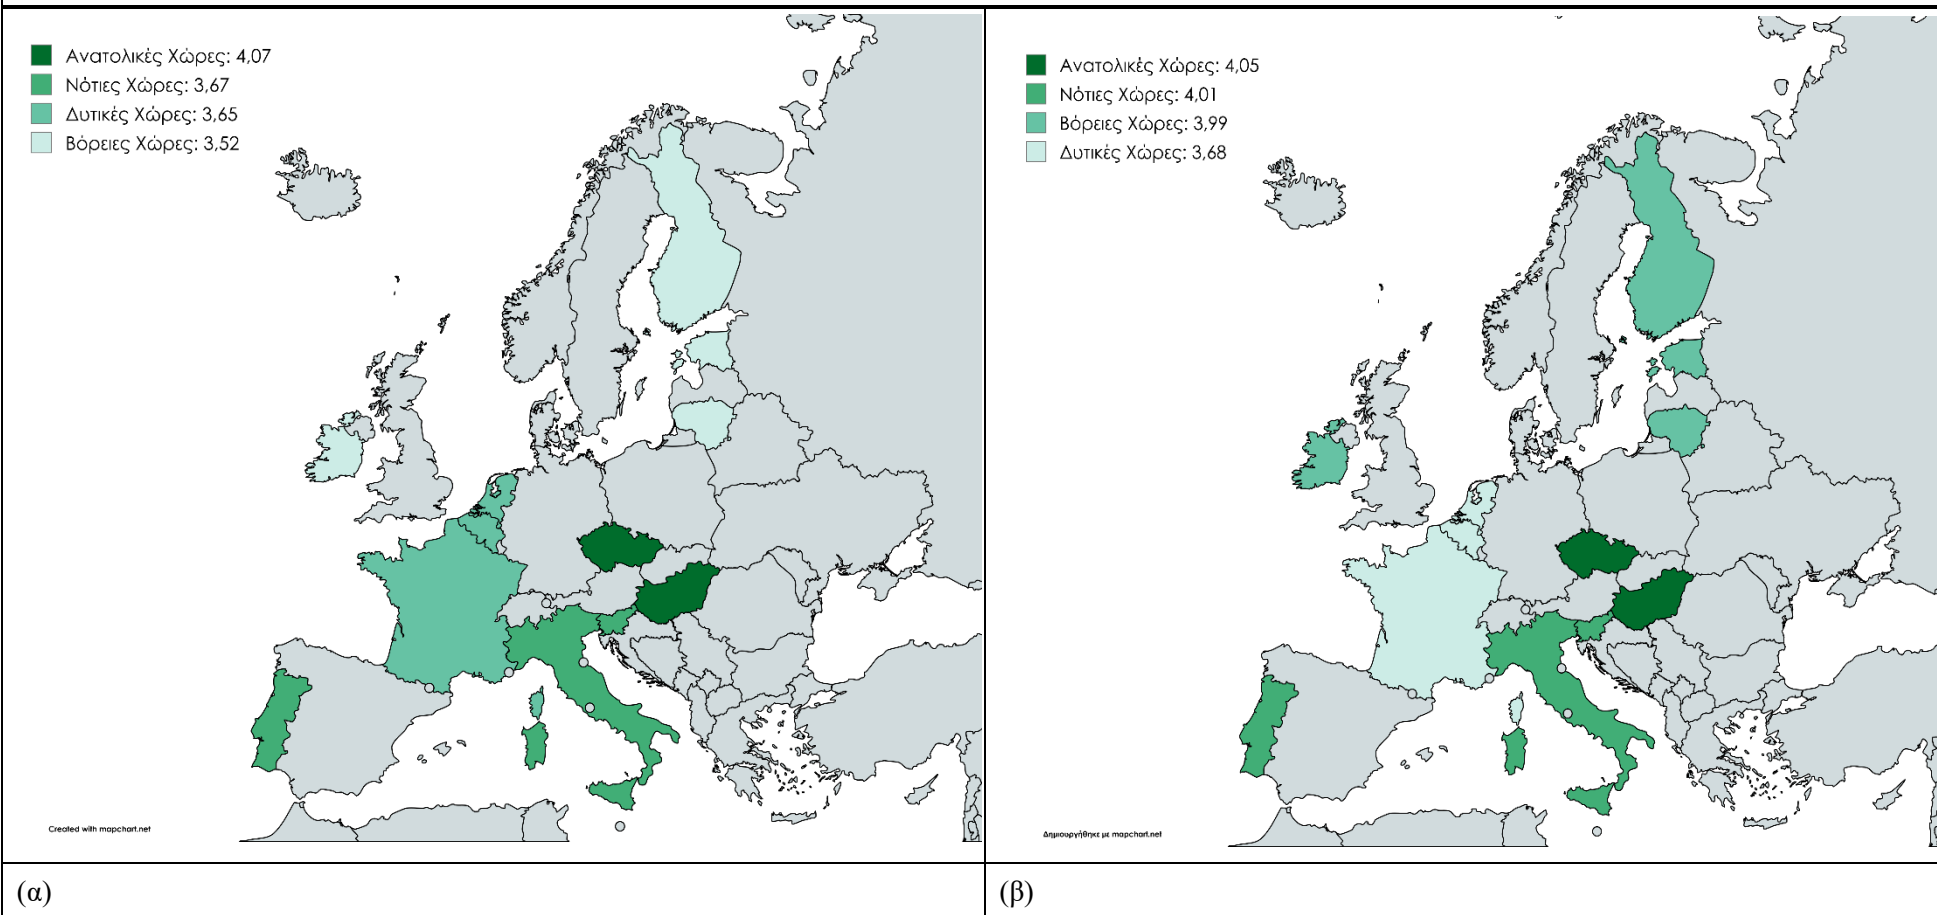 Ανατολικές Χώρες: 4,07
Νότιες Χώρες: 3,67
Δυτικές Χώρες: 3,65
Βόρειες Χώρες: 3,52
Created with mapchart.net
(α)
Ανατολικές Χώρες: 4,05
Νότιες Χώρες: 4,01
Βόρειες Χώρες: 3,99
Δυτικές Χώρες: 3,68
Δημιουργήθηκε με mapchart.net
(β)